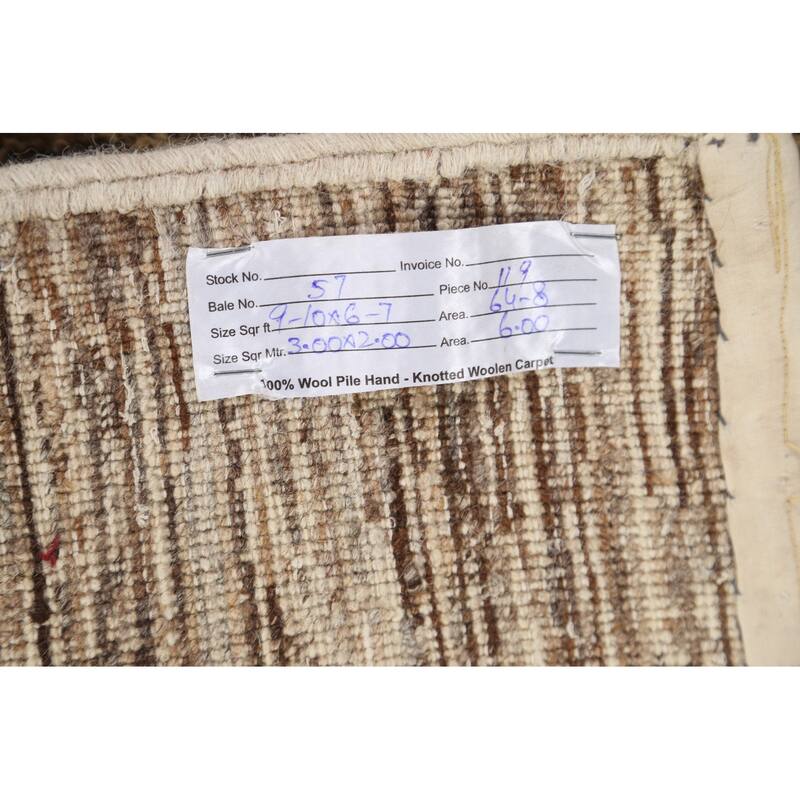 Stock No. Invoice No.
Bale No. 57 Piece No. 119
Size Sqr ft. 9-10x6-7 Area. 64-8
Size Sqr Mtr. 3.00x2.00 Area. 6.00
100% Wool Pile Hand - Knotted Woolen Carpet